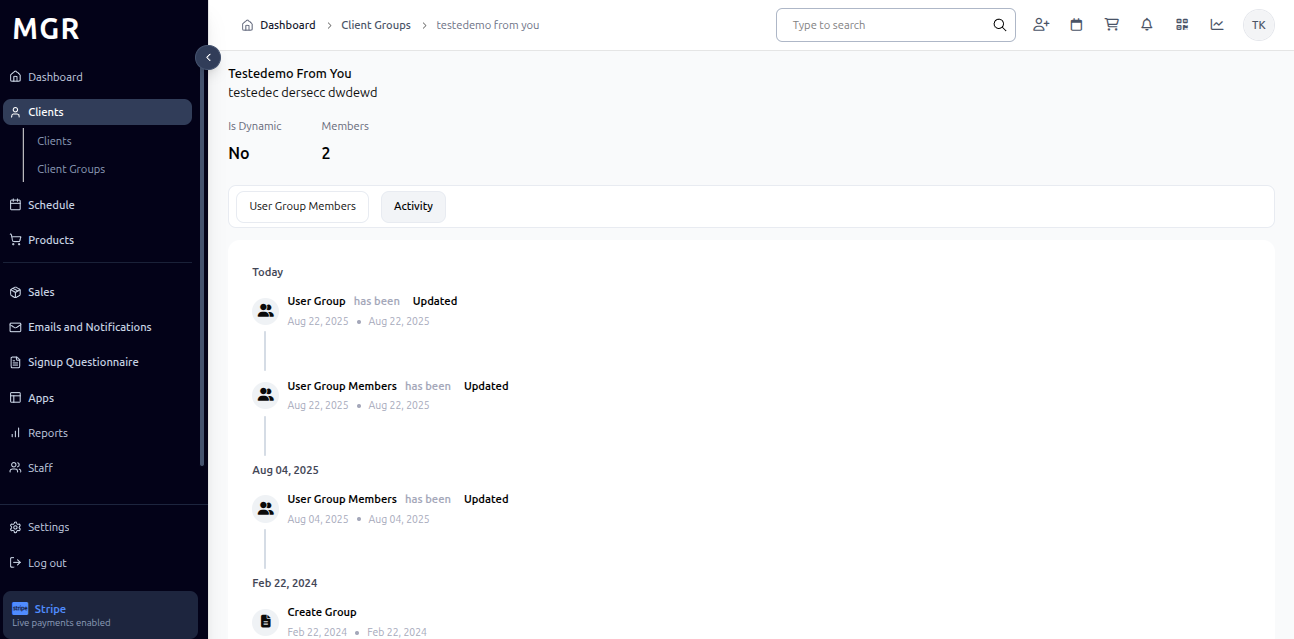 MGR
Dashboard
Clients
Clients
Client Groups
Schedule
Products
Sales
Emails and Notifications
Signup Questionnaire
Apps
Reports
Staff
Settings
Log out
stripe Stripe
Live payments enabled
Dashboard > Client Groups > testedemo from you
Type to search
TK
Testedemo From You
testedec dersecc dwdewd
Is Dynamic Members
No 2
User Group Members Activity
Today
User Group has been Updated
Aug 22, 2025 • Aug 22, 2025
User Group Members has been Updated
Aug 22, 2025 • Aug 22, 2025
Aug 04, 2025
User Group Members has been Updated
Aug 04, 2025 • Aug 04, 2025
Feb 22, 2024
Create Group
Feb 22, 2024 • Feb 22, 2024